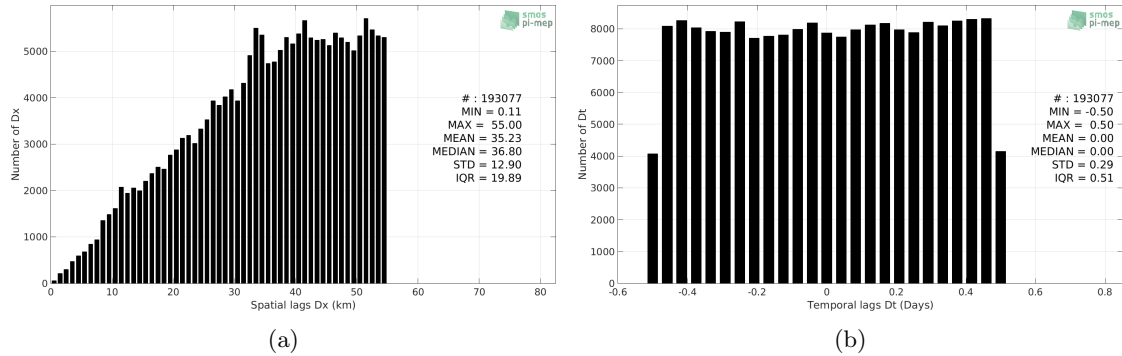 smos
pi-mep
5000
4000
3000
2000
1000
0
Number of Dx
# : 193077
MIN = 0.11
MAX = 55.00
MEAN = 35.23
MEDIAN = 36.80
STD = 12.90
IQR = 19.89
0 10 20 30 40 50 60 70 80
Spatial lags Dx (km)
(a)
smos
pi-mep
8000
7000
6000
5000
4000
3000
2000
1000
0
Number of Dt
# : 193077
MIN = -0.50
MAX = 0.50
MEAN = 0.00
MEDIAN = 0.00
STD = 0.29
IQR = 0.51
-0.6 -0.4 -0.2 0 0.2 0.4 0.6 0.8
Temporal lags Dt (Days)
(b)